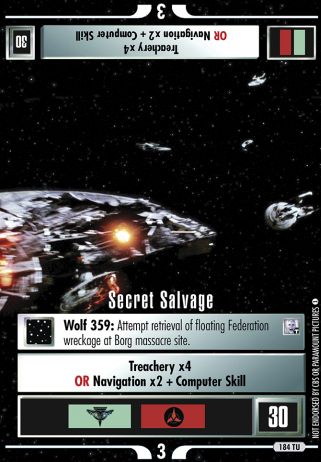 3
Treachery x4
OR Navigation x2 + Computer Skill
30
Secret Salvage
Wolf 359: Attempt retrieval of floating Federation
wreckage at Borg massacre site.
Treachery x4
OR Navigation x2 + Computer Skill
30
3
184 TU
NOT ENDORSED BY CBS OR PARAMOUNT PICTURES